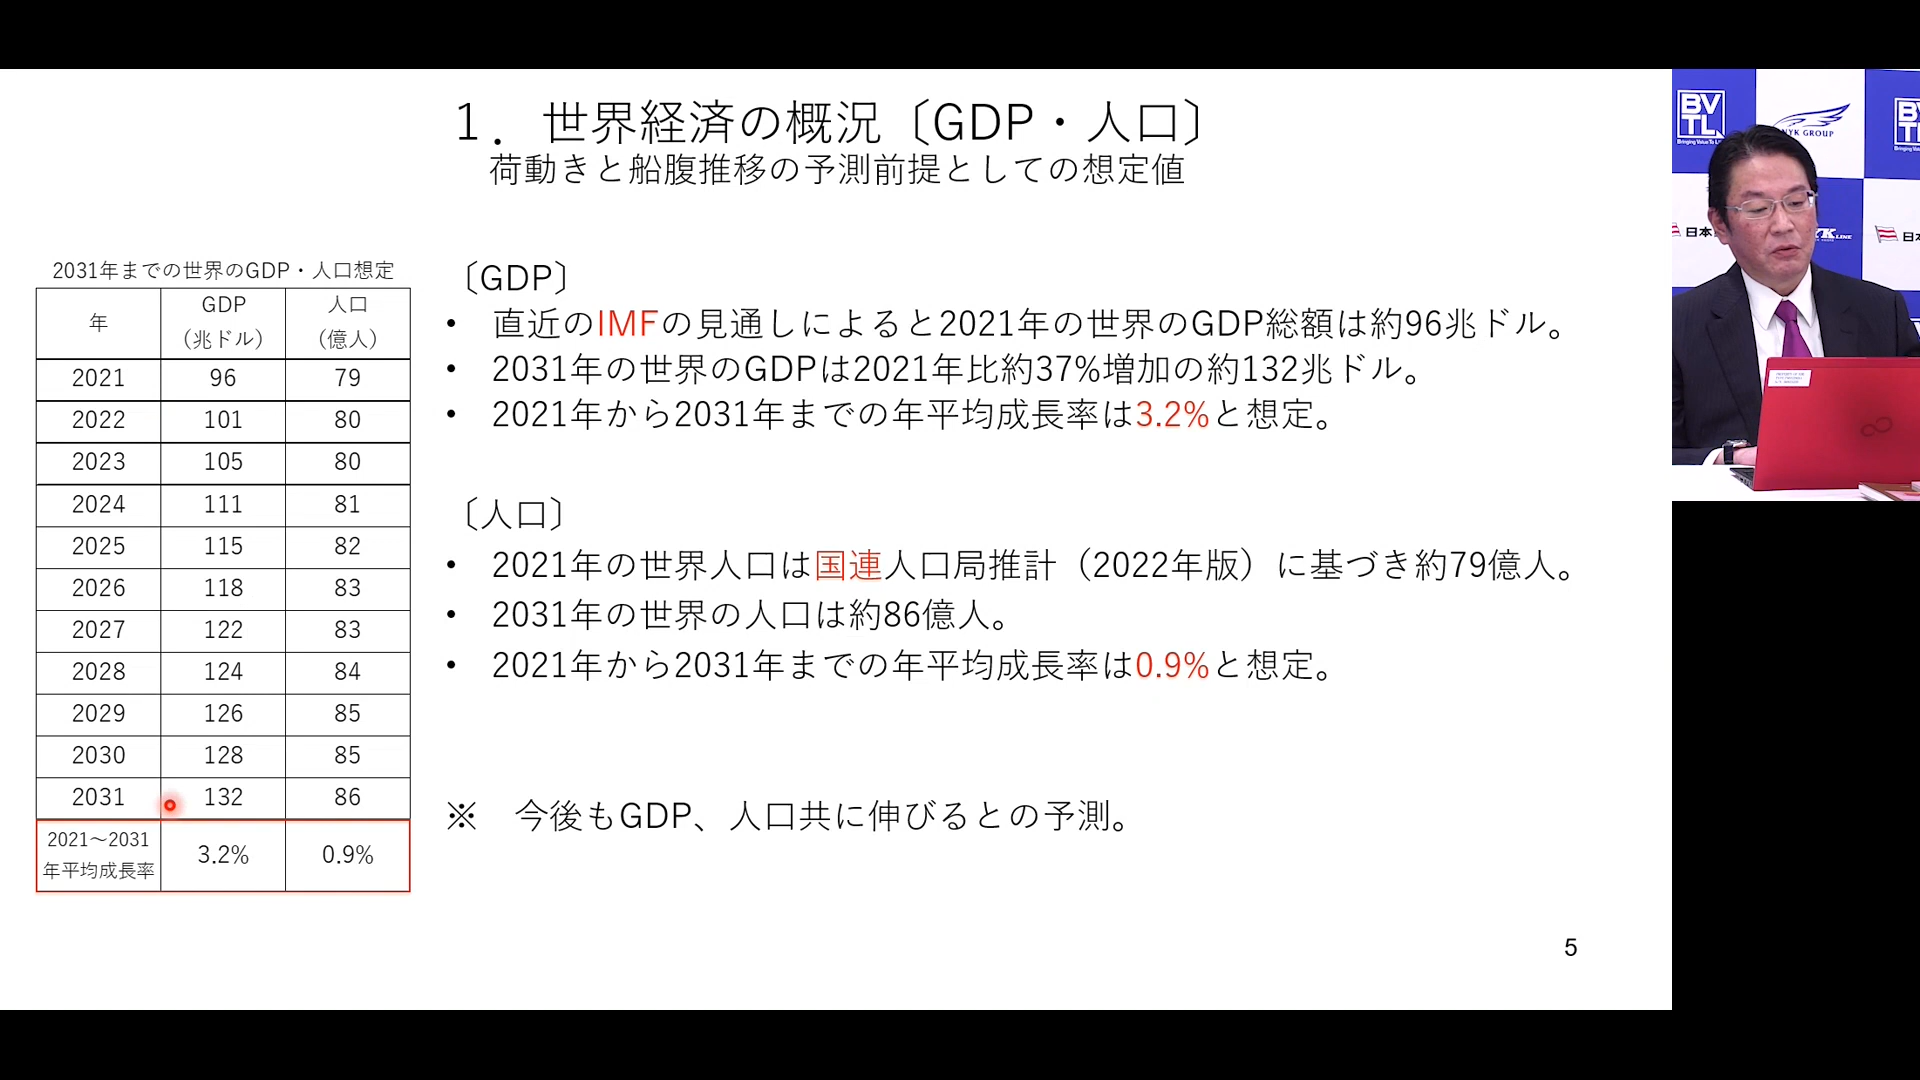 1．世界経済の概況〔GDP・人口〕
荷動きと船腹推移の予測前提としての想定値
2031年までの世界のGDP・人口想定
年 GDP（兆ドル） 人口（億人）
2021 96 79
2022 101 80
2023 105 80
2024 111 81
2025 115 82
2026 118 83
2027 122 83
2028 124 84
2029 126 85
2030 128 85
2031 132 86
2021～2031年平均成長率 3.2% 0.9%
〔GDP〕
• 直近のIMFの見通しによると2021年の世界のGDP総額は約96兆ドル。
• 2031年の世界のGDPは2021年比約37%増加の約132兆ドル。
• 2021年から2031年までの年平均成長率は3.2%と想定。
〔人口〕
• 2021年の世界人口は国連人口局推計（2022年版）に基づき約79億人。
• 2031年の世界の人口は約86億人。
• 2021年から2031年までの年平均成長率は0.9%と想定。
※　今後もGDP、人口共に伸びるとの予測。
5
BVTL
NYK GROUP
日本
LINE